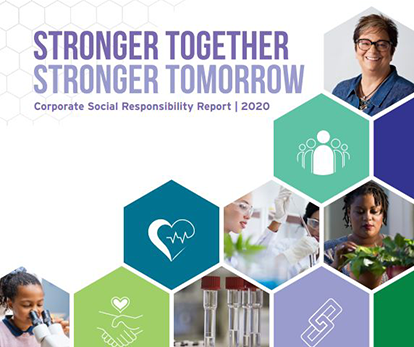 STRONGER TOGETHER
STRONGER TOMORROW
Corporate Social Responsibility Report | 2020